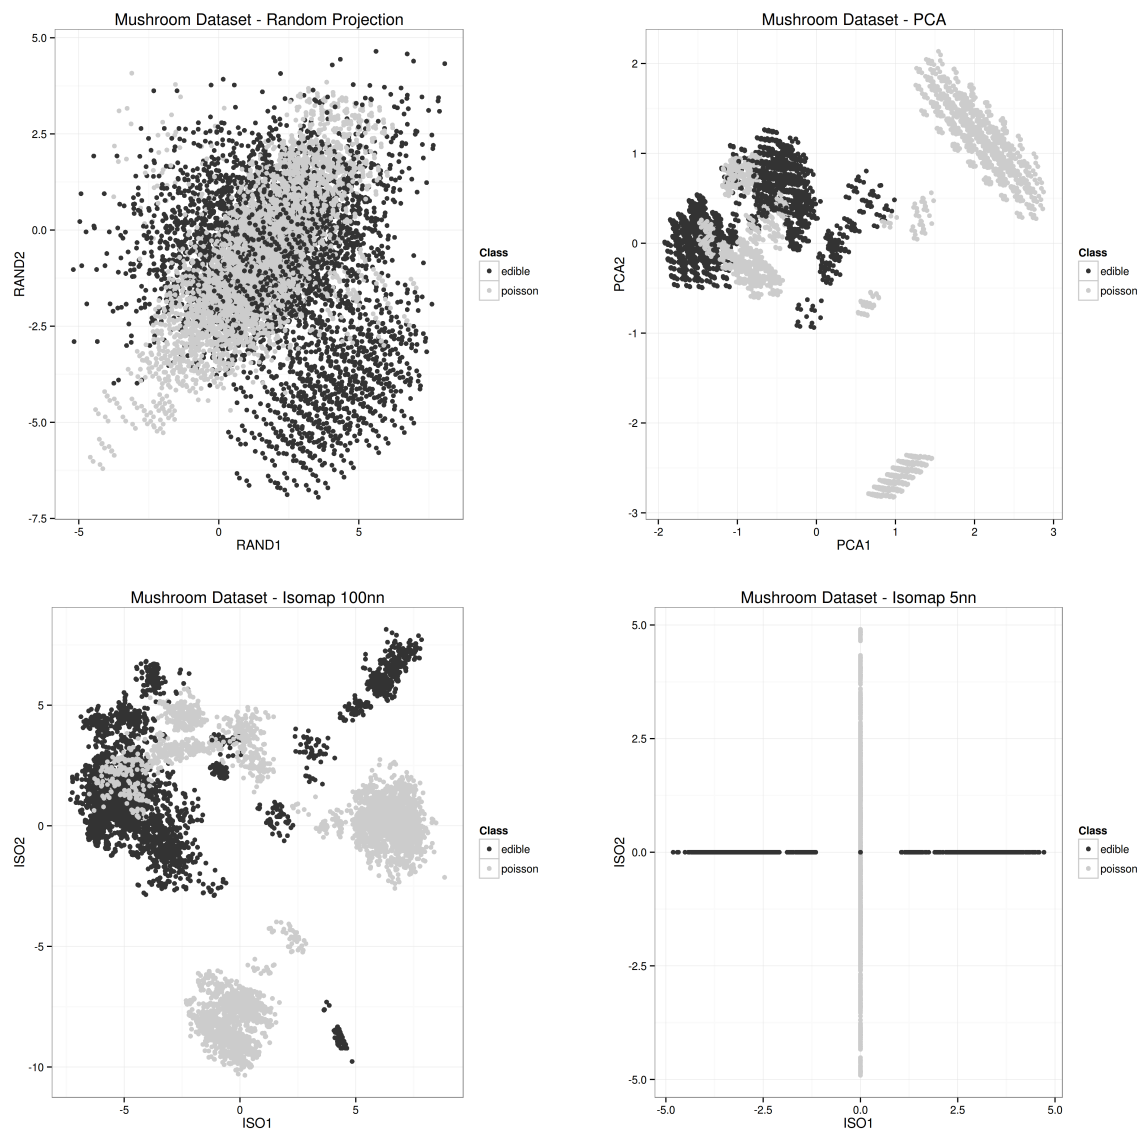 Mushroom Dataset - Random Projection
5.0
2.5
0.0
-2.5
-5.0
-7.5
RAND2
-5
0
5
RAND1
Class
edible
poisson
Mushroom Dataset - PCA
2
1
0
-1
-2
-3
PCA2
-2
-1
0
1
2
3
PCA1
Class
edible
poisson
Mushroom Dataset - Isomap 100nn
5
0
-5
-10
ISO2
-5
0
5
ISO1
Class
edible
poisson
Mushroom Dataset - Isomap 5nn
5.0
2.5
0.0
-2.5
-5.0
ISO2
-5.0
-2.5
0.0
2.5
5.0
ISO1
Class
edible
poisson